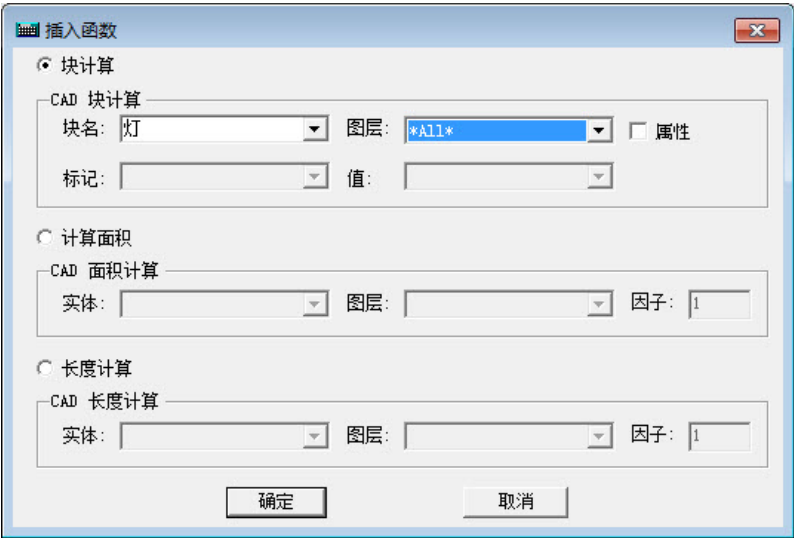 插入函数
块计算
CAD 块计算
块名: 灯 图层: *All* 属性
标记: 值:
计算面积
CAD 面积计算
实体: 图层: 因子: 1
长度计算
CAD 长度计算
实体: 图层: 因子: 1
确定 取消